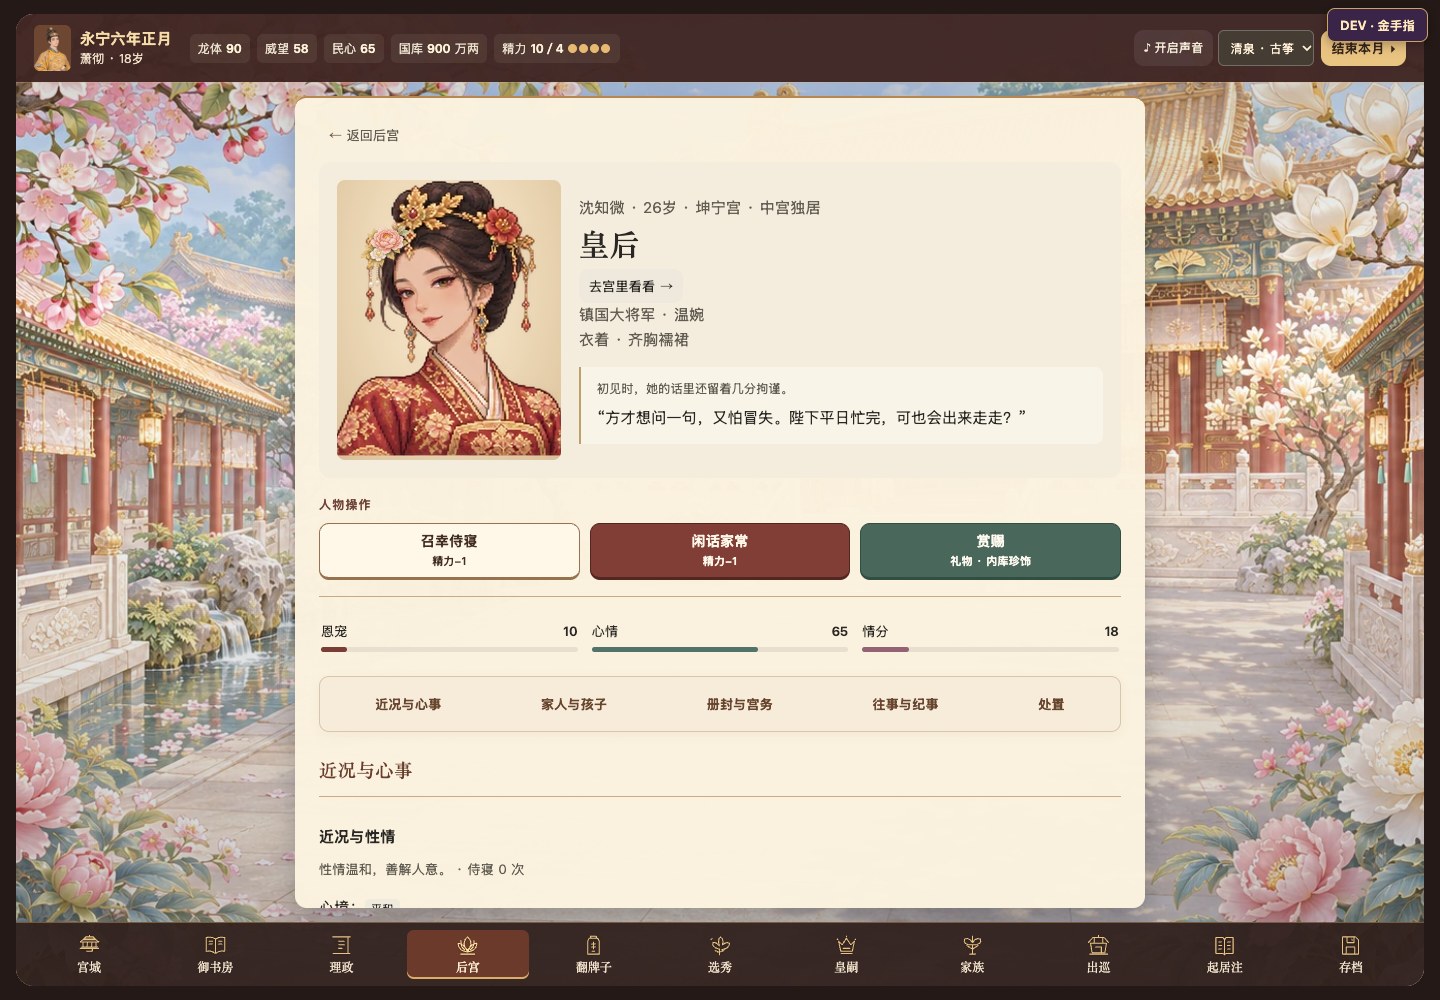 永宁六年正月
萧彻 · 18岁
龙体 90
威望 58
民心 65
国库 900 万两
精力 10 / 4
♪ 开启声音
清泉 · 古筝
DEV · 金手指
结束本月
← 返回后宫
沈知微 · 26岁 · 坤宁宫 · 中宫独居
皇后
去宫里看看 →
镇国大将军 · 温婉
衣着 · 齐胸襦裙
初见时，她的话里还留着几分拘谨。
“方才想问一句，又怕冒失。陛下平日忙完，可也会出来走走？”
人物操作
召幸侍寝
精力−1
闲话家常
精力−1
赏赐
礼物 · 内库珍饰
恩宠 10
心情 65
情分 18
近况与心事
家人与孩子
册封与宫务
往事与纪事
处置
近况与心事
近况与性情
性情温和，善解人意。 · 侍寝 0 次
心境： 平和
宫城
御书房
理政
后宫
翻牌子
选秀
皇嗣
家族
出巡
起居注
存档